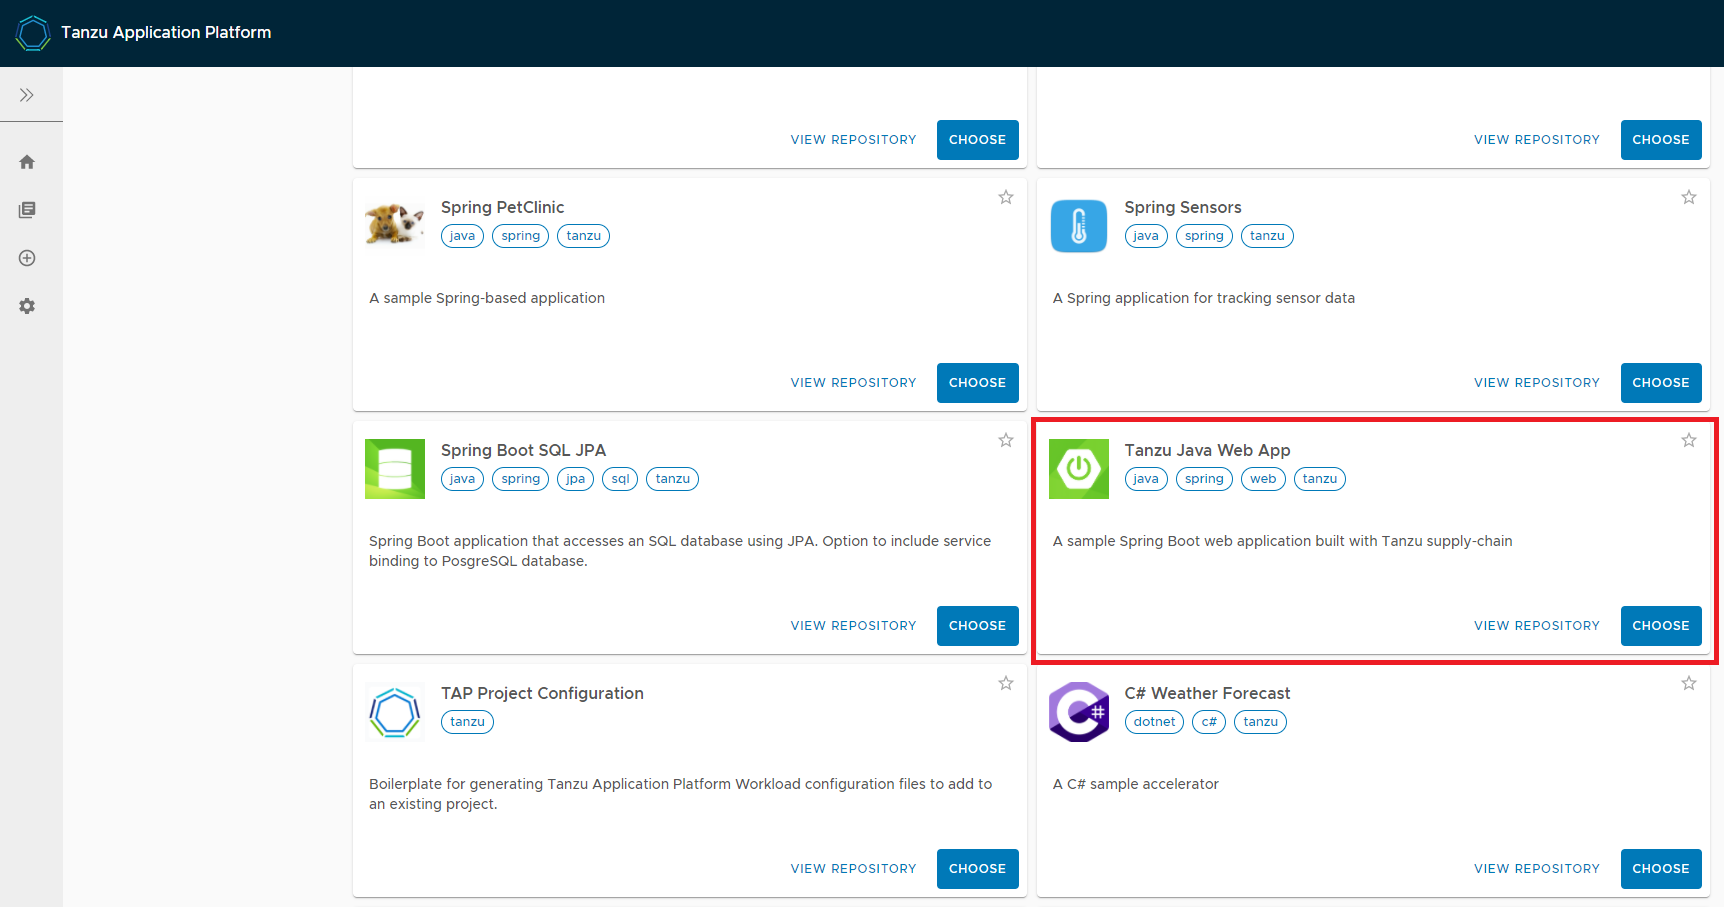 Tanzu Application Platform
VIEW REPOSITORY
CHOOSE
VIEW REPOSITORY
CHOOSE
Spring PetClinic
java spring tanzu
A sample Spring-based application
VIEW REPOSITORY
CHOOSE
Spring Sensors
java spring tanzu
A Spring application for tracking sensor data
VIEW REPOSITORY
CHOOSE
Spring Boot SQL JPA
java spring jpa sql tanzu
Spring Boot application that accesses an SQL database using JPA. Option to include service
binding to PosgreSQL database.
VIEW REPOSITORY
CHOOSE
Tanzu Java Web App
java spring web tanzu
A sample Spring Boot web application built with Tanzu supply-chain
VIEW REPOSITORY
CHOOSE
TAP Project Configuration
tanzu
Boilerplate for generating Tanzu Application Platform Workload configuration files to add to
an existing project.
VIEW REPOSITORY
CHOOSE
C#
C# Weather Forecast
dotnet c# tanzu
A C# sample accelerator
VIEW REPOSITORY
CHOOSE